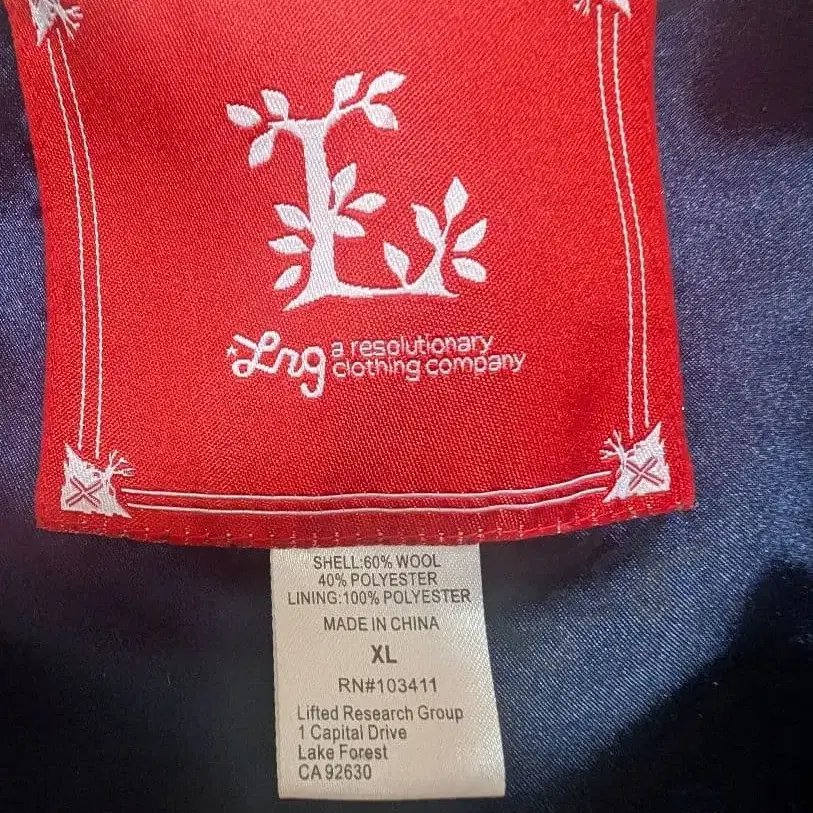 L
Lrg a resolutionary
clothing company
SHELL:60% WOOL
40% POLYESTER
LINING:100% POLYESTER
MADE IN CHINA
XL
RN#103411
Lifted Research Group
1 Capital Drive
Lake Forest
CA 92630